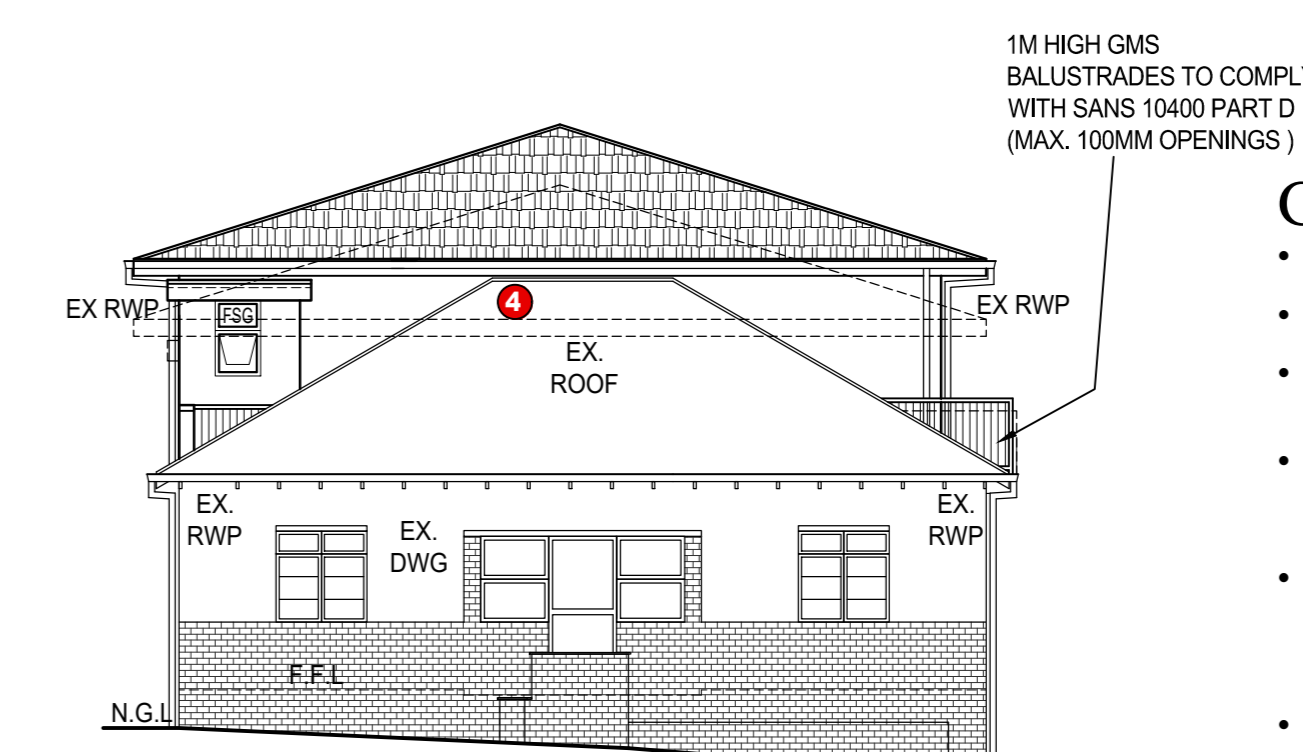 1M HIGH GMS
BALUSTRADES TO COMPLY
WITH SANS 10400 PART D
(MAX. 100MM OPENINGS )
EX RWP
FSG
4
EX RWP
EX.
ROOF
EX.
RWP
EX.
DWG
EX.
RWP
F.F.L
N.G.L